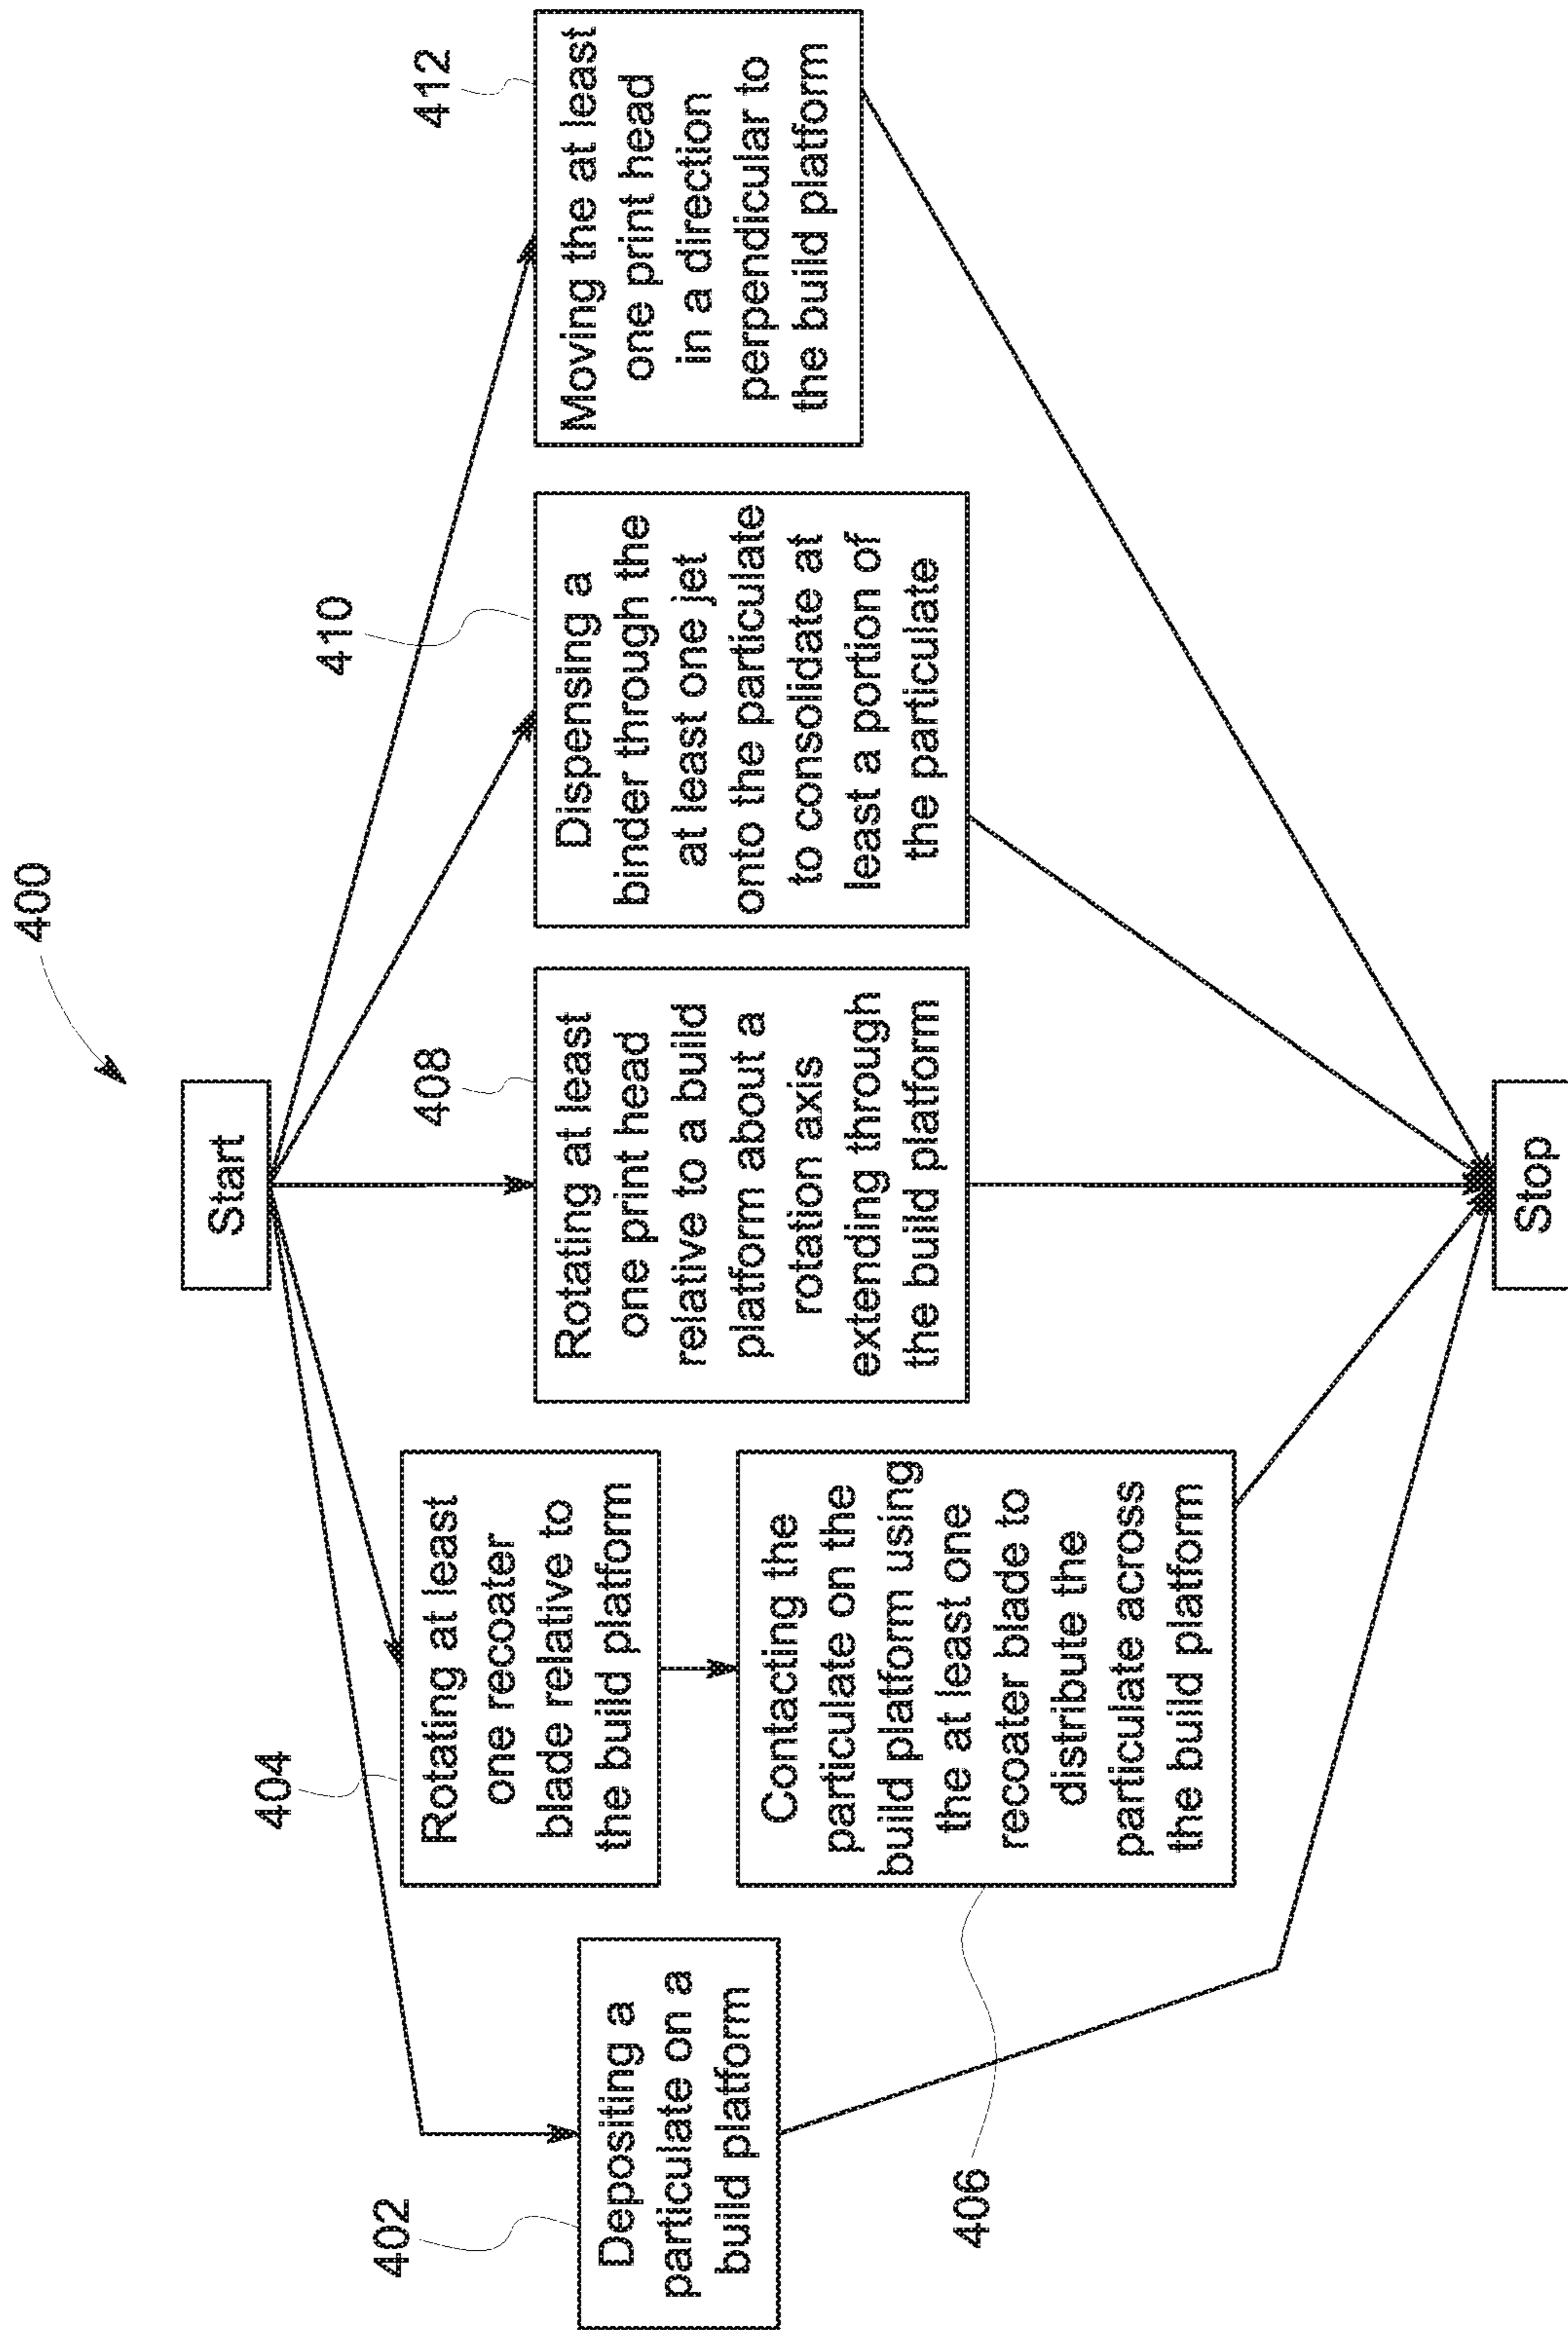 400
Start
402
Depositing a
particulate on a
build platform
404
Rotating at least
one recoater
blade relative to
the build platform
406
Contacting the
particulate on the
build platform using
the at least one
recoater blade to
distribute the
particulate across
the build platform
408
Rotating at least
one print head
relative to a build
platform about a
rotation axis
extending through
the build platform
410
Dispensing a
binder through the
at least one jet
onto the particulate
to consolidate at
least a portion of
the particulate
412
Moving the at least
one print head
in a direction
perpendicular to
the build platform
Stop